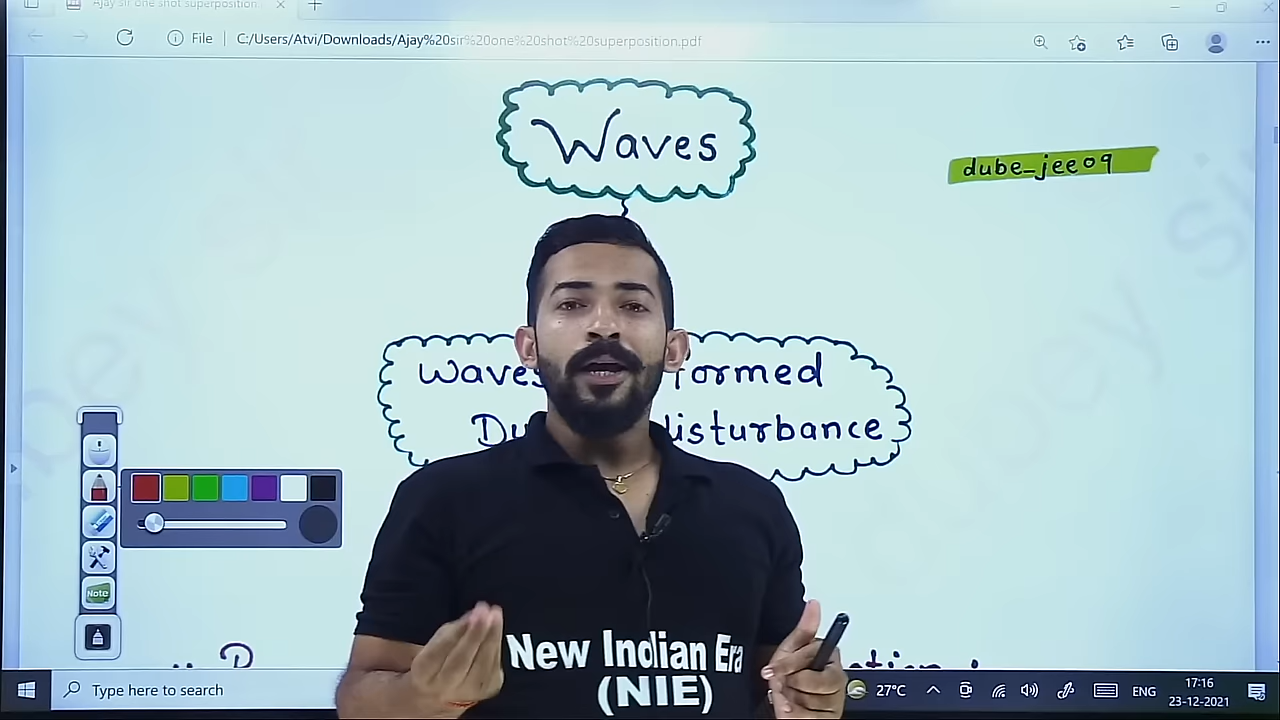 Ajay sir one shot superposition
File
C:/Users/Atvi/Downloads/Ajay%20sir%20one%20shot%20superposition.pdf
Waves
dube_jee09
Waves formed
disturbance
Note
New Indian Era
(NIE)
Type here to search
27°C
ENG
17:16
23-12-2021